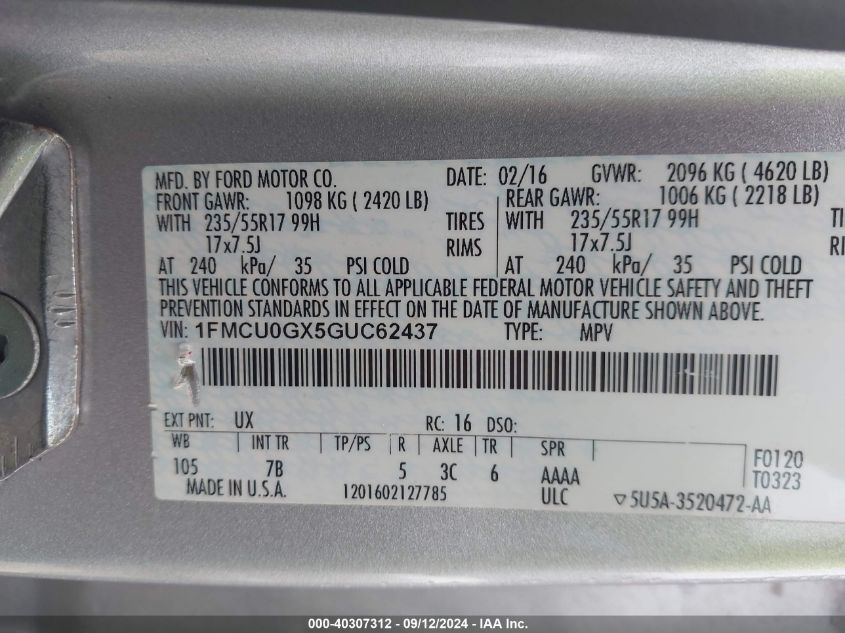 MFD. BY FORD MOTOR CO. DATE: 02/16 GVWR: 2096 KG ( 4620 LB)
FRONT GAWR: 1098 KG ( 2420 LB) REAR GAWR: 1006 KG ( 2218 LB)
WITH 235/55R17 99H TIRES WITH 235/55R17 99H
17x7.5J RIMS 17x7.5J
AT 240 kPa/ 35 PSI COLD AT 240 kPa/ 35 PSI COLD
THIS VEHICLE CONFORMS TO ALL APPLICABLE FEDERAL MOTOR VEHICLE SAFETY AND THEFT
PREVENTION STANDARDS IN EFFECT ON THE DATE OF MANUFACTURE SHOWN ABOVE.
VIN: 1FMCU0GX5GUC62437 TYPE: MPV
EXT PNT: UX RC: 16 DSO:
WB INT TR TP/PS R AXLE TR SPR
105 7B 5 3C 6 AAAA
F0120
T0323
MADE IN U.S.A. 1201602127785 ULC ▽5U5A-3520472-AA
000-40307312 - 09/12/2024 - IAA Inc.